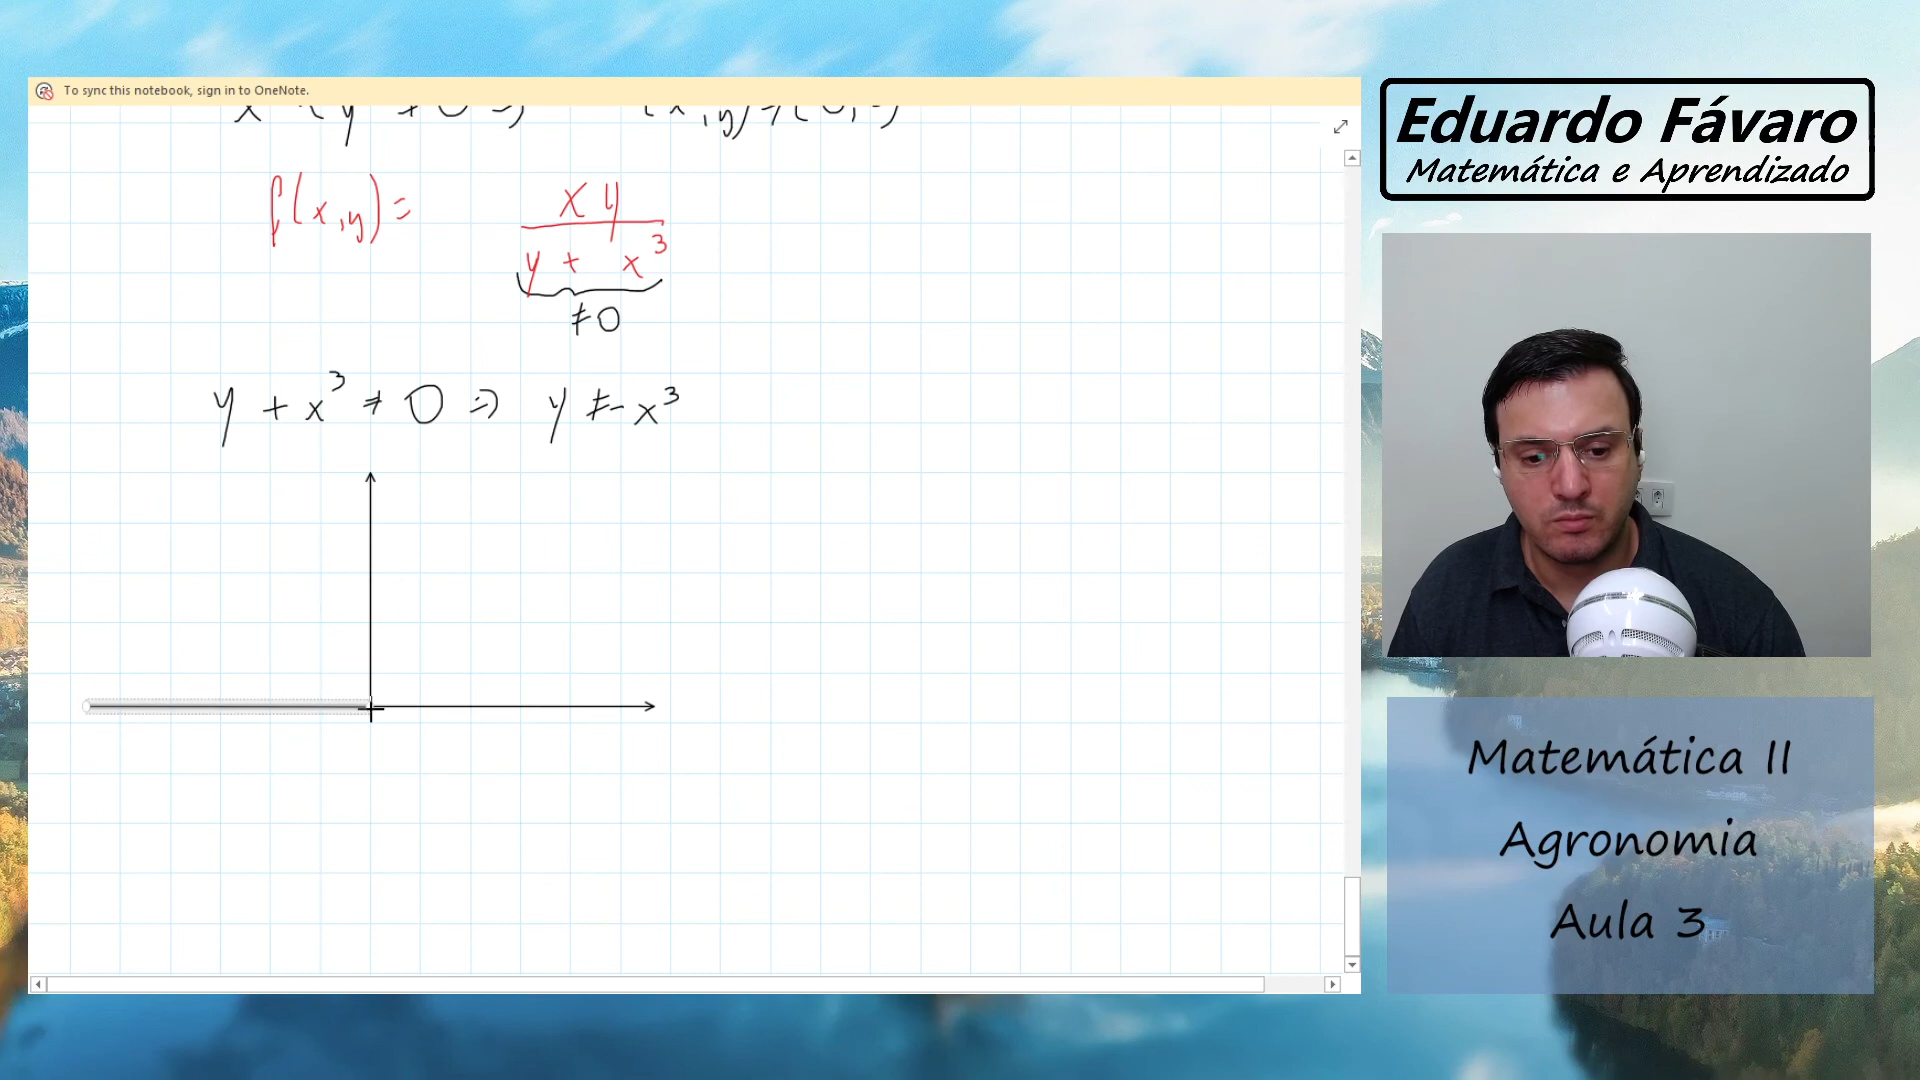 To sync this notebook, sign in to OneNote.
f(x,y) = xy / (y + x³)
≠0
y + x³ ≠ 0 ⇒ y ≠ -x³
Eduardo Fávaro
Matemática e Aprendizado
Matemática II
Agronomia
Aula 3